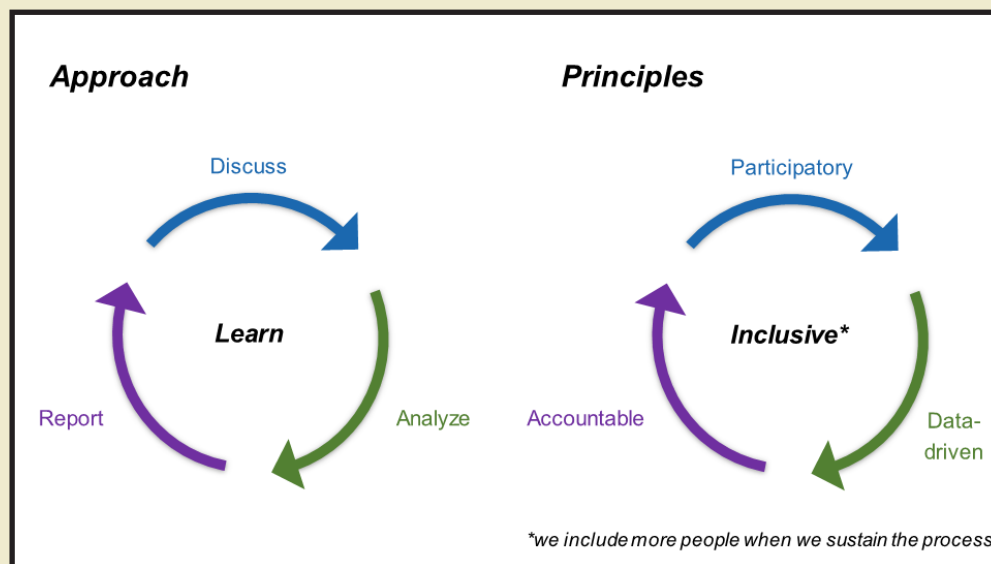 Approach
Discuss
Learn
Report
Analyze
Principles
Participatory
Inclusive*
Accountable
Data-
driven
*we include more people when we sustain the process